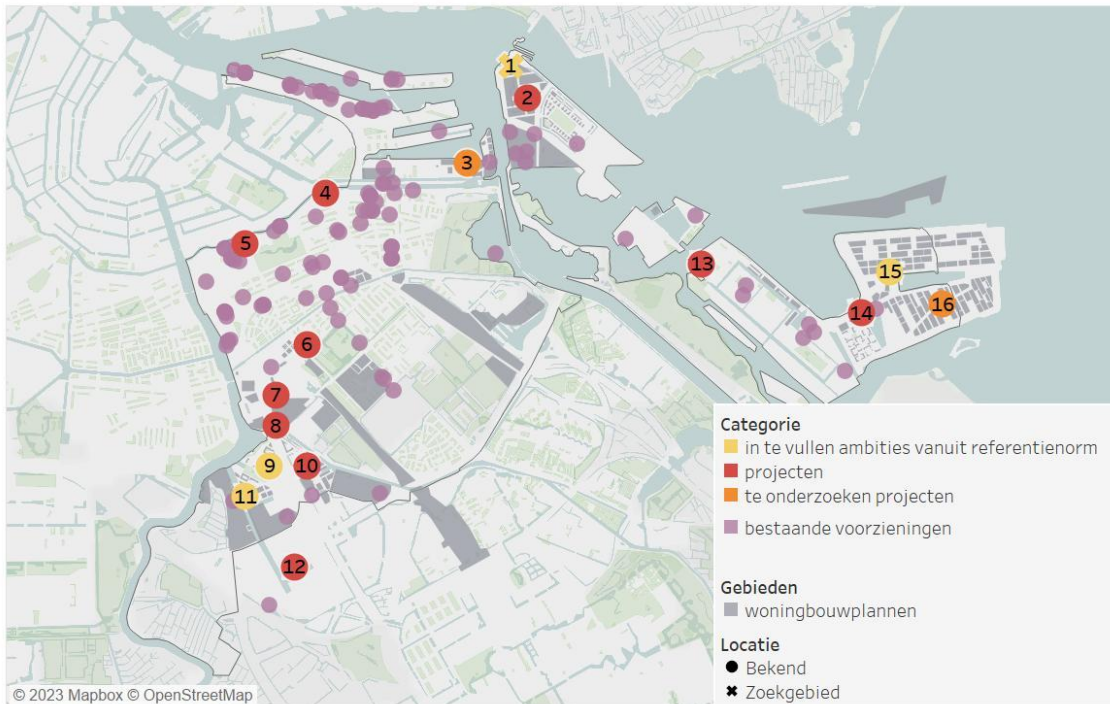 1
2
3
4
5
13
15
16
14
6
7
8
9
10
11
12
Categorie
in te vullen ambities vanuit referentienorm
projecten
te onderzoeken projecten
bestaande voorzieningen
Gebieden
woningbouwplannen
Locatie
Bekend
Zoekgebied
© 2023 Mapbox © OpenStreetMap